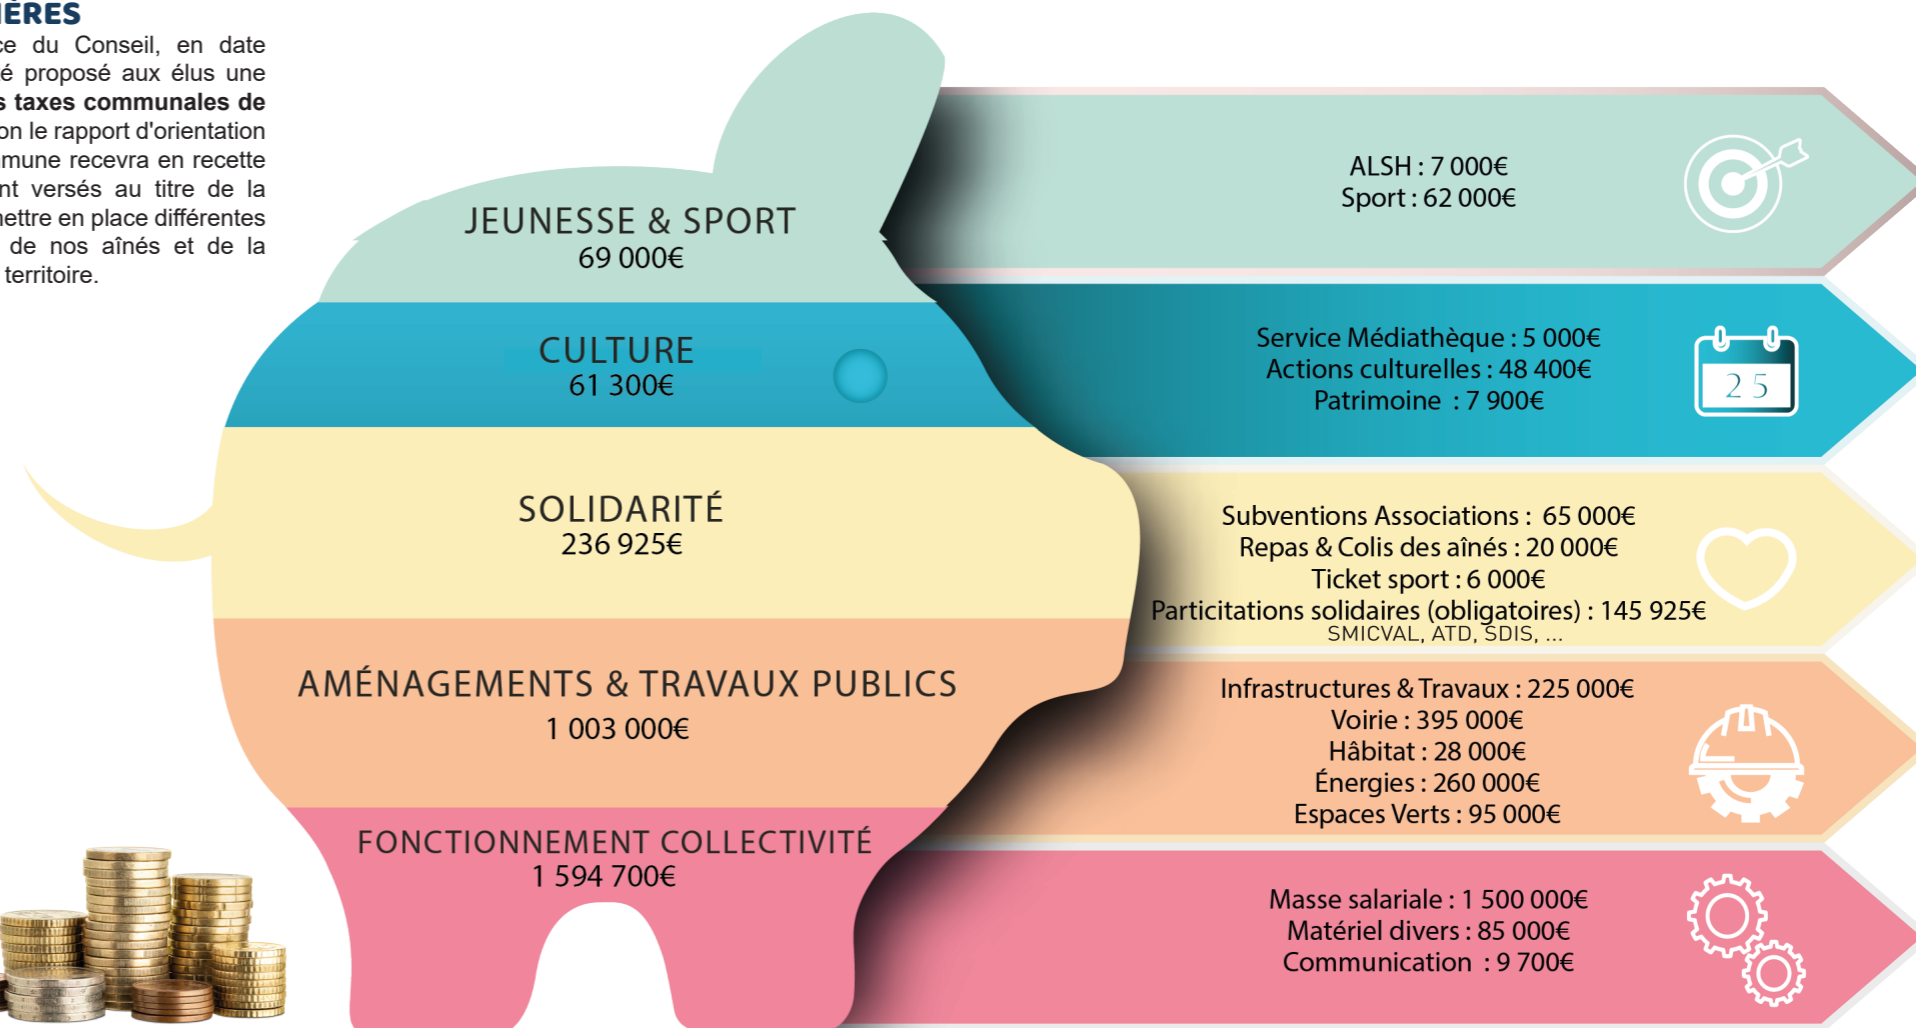 IÈRES
ce du Conseil, en date
é proposé aux élus une
s taxes communales de
on le rapport d'orientation
mmune recevra en recette
nt versés au titre de la
mettre en place différentes
de nos aînés et de la
territoire.
JEUNESSE & SPORT
69 000€
ALSH : 7 000€
Sport : 62 000€
CULTURE
61 300€
Service Médiathèque : 5 000€
Actions culturelles : 48 400€
Patrimoine : 7 900€
25
SOLIDARITÉ
236 925€
Subventions Associations : 65 000€
Repas & Colis des aînés : 20 000€
Ticket sport : 6 000€
Particitations solidaires (obligatoires) : 145 925€
SMICVAL, ATD, SDIS, ...
AMÉNAGEMENTS & TRAVAUX PUBLICS
1 003 000€
Infrastructures & Travaux : 225 000€
Voirie : 395 000€
Hâbitat : 28 000€
Énergies : 260 000€
Espaces Verts : 95 000€
FONCTIONNEMENT COLLECTIVITÉ
1 594 700€
Masse salariale : 1 500 000€
Matériel divers : 85 000€
Communication : 9 700€